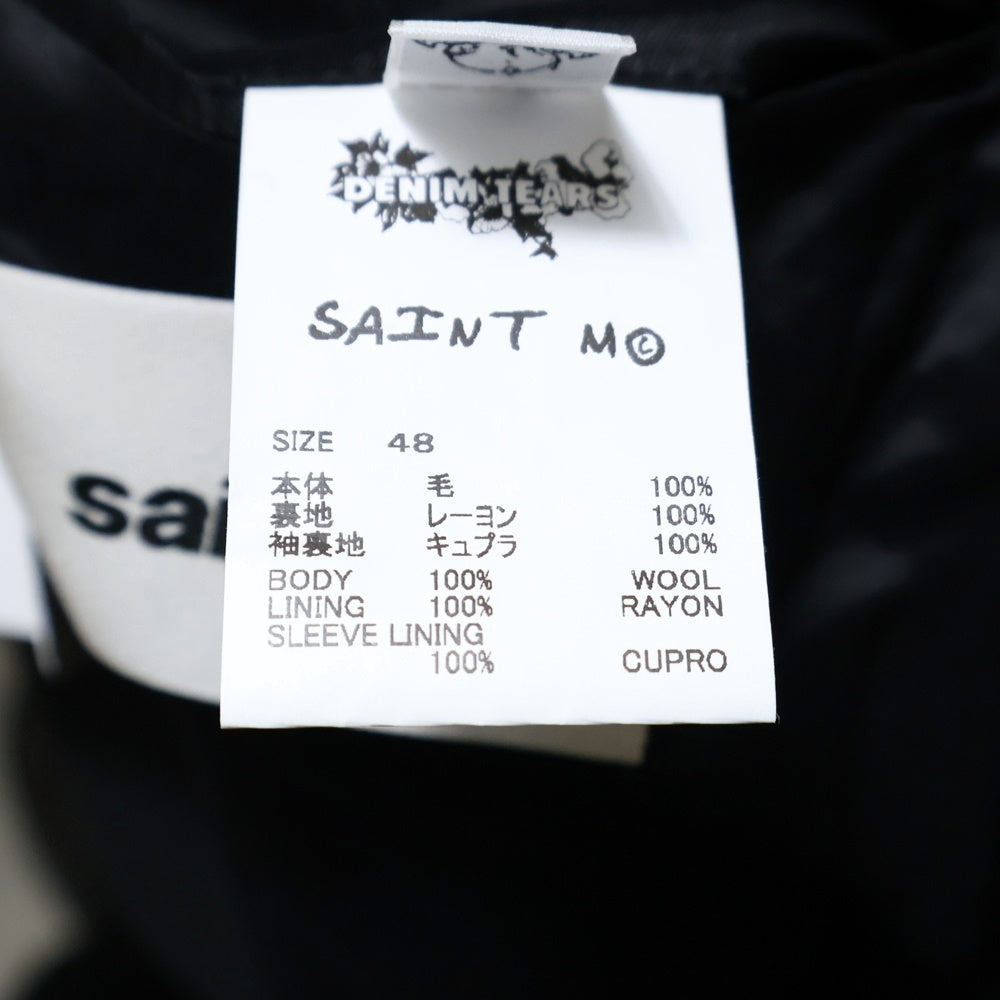 DENIM TEARS
SAINT M©
SIZE 48
本体 毛 100%
裏地 レーヨン 100%
袖裏地 キュプラ 100%
BODY 100% WOOL
LINING 100% RAYON
SLEEVE LINING
100% CUPRO
sai